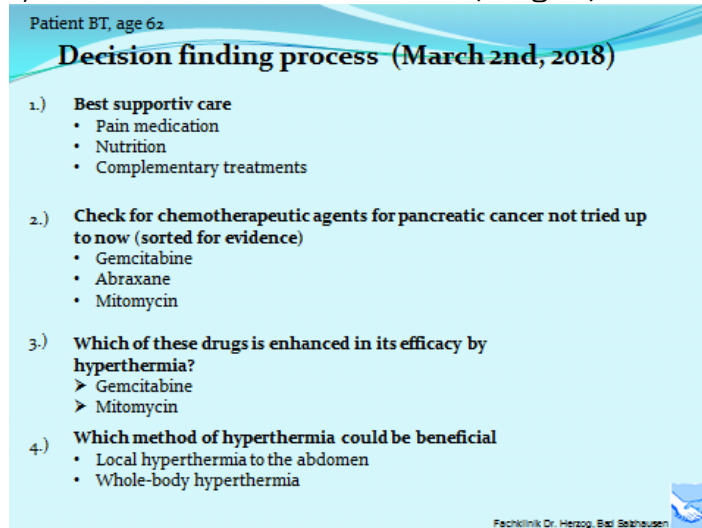 Patient BT, age 62
Decision finding process (March 2nd, 2018)
1.) Best supportiv care
• Pain medication
• Nutrition
• Complementary treatments
2.) Check for chemotherapeutic agents for pancreatic cancer not tried up
to now (sorted for evidence)
• Gemcitabine
• Abraxane
• Mitomycin
3.) Which of these drugs is enhanced in its efficacy by
hyperthermia?
➤ Gemcitabine
➤ Mitomycin
4.) Which method of hyperthermia could be beneficial
• Local hyperthermia to the abdomen
• Whole-body hyperthermia
Fachklinik Dr. Herzog, Bad Salzhausen